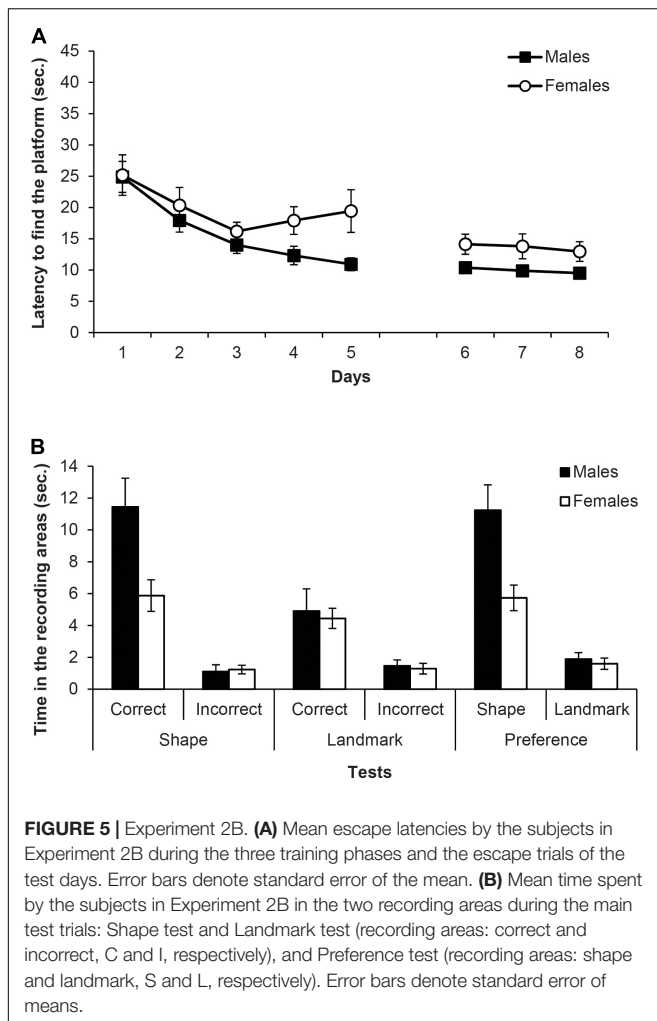 A
Latency to find the platform (sec.)
45
40
35
30
25
20
15
10
5
0
Males
Females
1 2 3 4 5 6 7 8
Days
B
Time in the recording areas (sec.)
14
12
10
8
6
4
2
0
Males
Females
Correct Incorrect Correct Incorrect Shape Landmark
Shape Landmark Preference
Tests
FIGURE 5 | Experiment 2B. (A) Mean escape latencies by the subjects in
Experiment 2B during the three training phases and the escape trials of the
test days. Error bars denote standard error of the mean. (B) Mean time spent
by the subjects in Experiment 2B in the two recording areas during the main
test trials: Shape test and Landmark test (recording areas: correct and
incorrect, C and I, respectively), and Preference test (recording areas: shape
and landmark, S and L, respectively). Error bars denote standard error of
means.